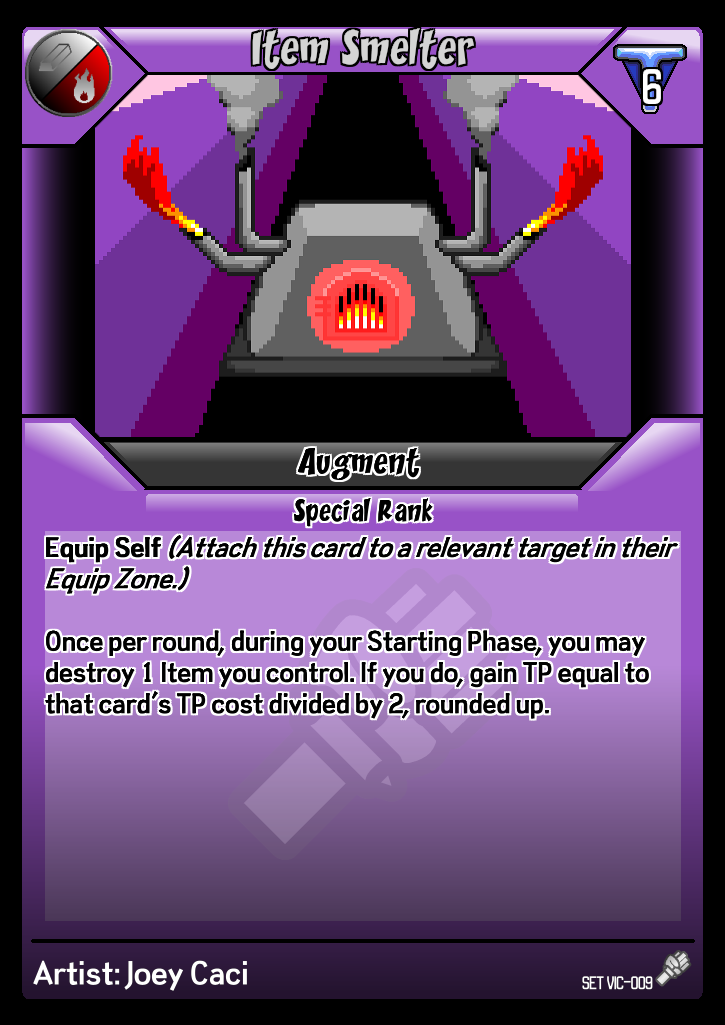 Item Smelter
6
Augment
Special Rank
Equip Self (Attach this card to a relevant target in their
Equip Zone.)
Once per round, during your Starting Phase, you may
destroy 1 Item you control. If you do, gain TP equal to
that card's TP cost divided by 2, rounded up.
Artist: Joey Caci
SET VIC-009